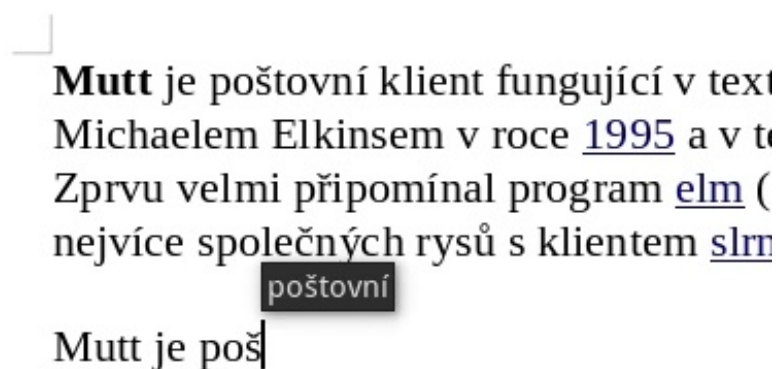 Mutt je poštovní klient fungující v text
Michaelem Elkinsem v roce 1995 a v te
Zprvu velmi připomínal program elm (
nejvíce společných rysů s klientem slrn
poštovní
Mutt je poš